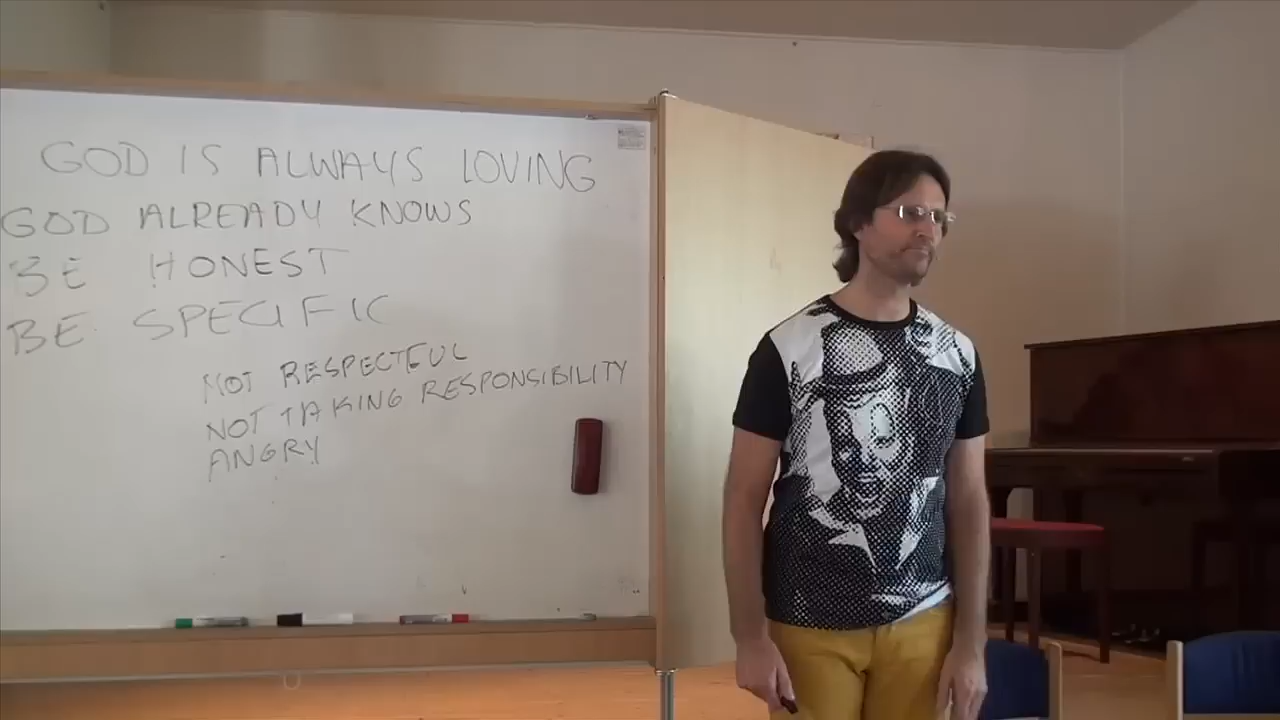 GOD IS ALWAYS LOVING
GOD ALREADY KNOWS
BE HONEST
BE SPECIFIC
NOT RESPECTFUL
NOT TAKING RESPONSIBILITY
ANGRY